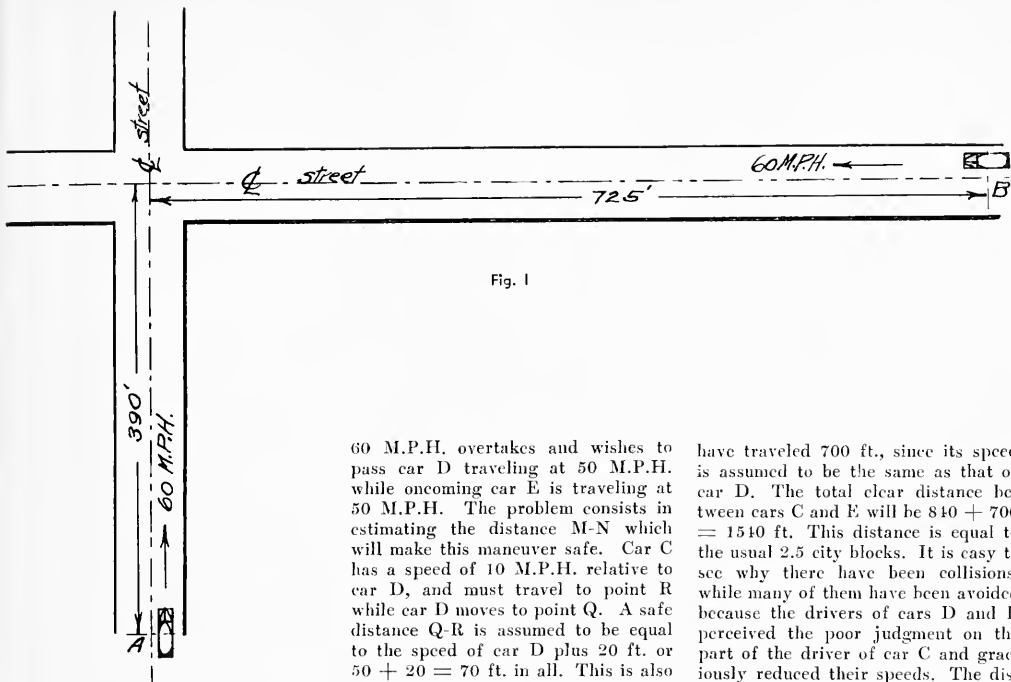 ℄ street
℄ street
60 M.P.H.
725'
B
Fig. 1
390'
60 M.P.H.
A
60 M.P.H. overtakes and wishes to
pass car D traveling at 50 M.P.H.
while oncoming car E is traveling at
50 M.P.H. The problem consists in
estimating the distance M-N which
will make this maneuver safe. Car C
has a speed of 10 M.P.H. relative to
car D, and must travel to point R
while car D moves to point Q. A safe
distance Q-R is assumed to be equal
to the speed of car D plus 20 ft. or
50 + 20 = 70 ft. in all. This is also
have traveled 700 ft., since its speed
is assumed to be the same as that
car D. The total clear distance be
tween cars C and E will be 840 + 700
= 1540 ft. This distance is equal
the usual 2.5 city blocks. It is easy
see why there have been collisions
while many of them have been avoided
because the drivers of cars D and
perceived the poor judgment on
part of the driver of car C and grac
iously reduced their speeds. The dis